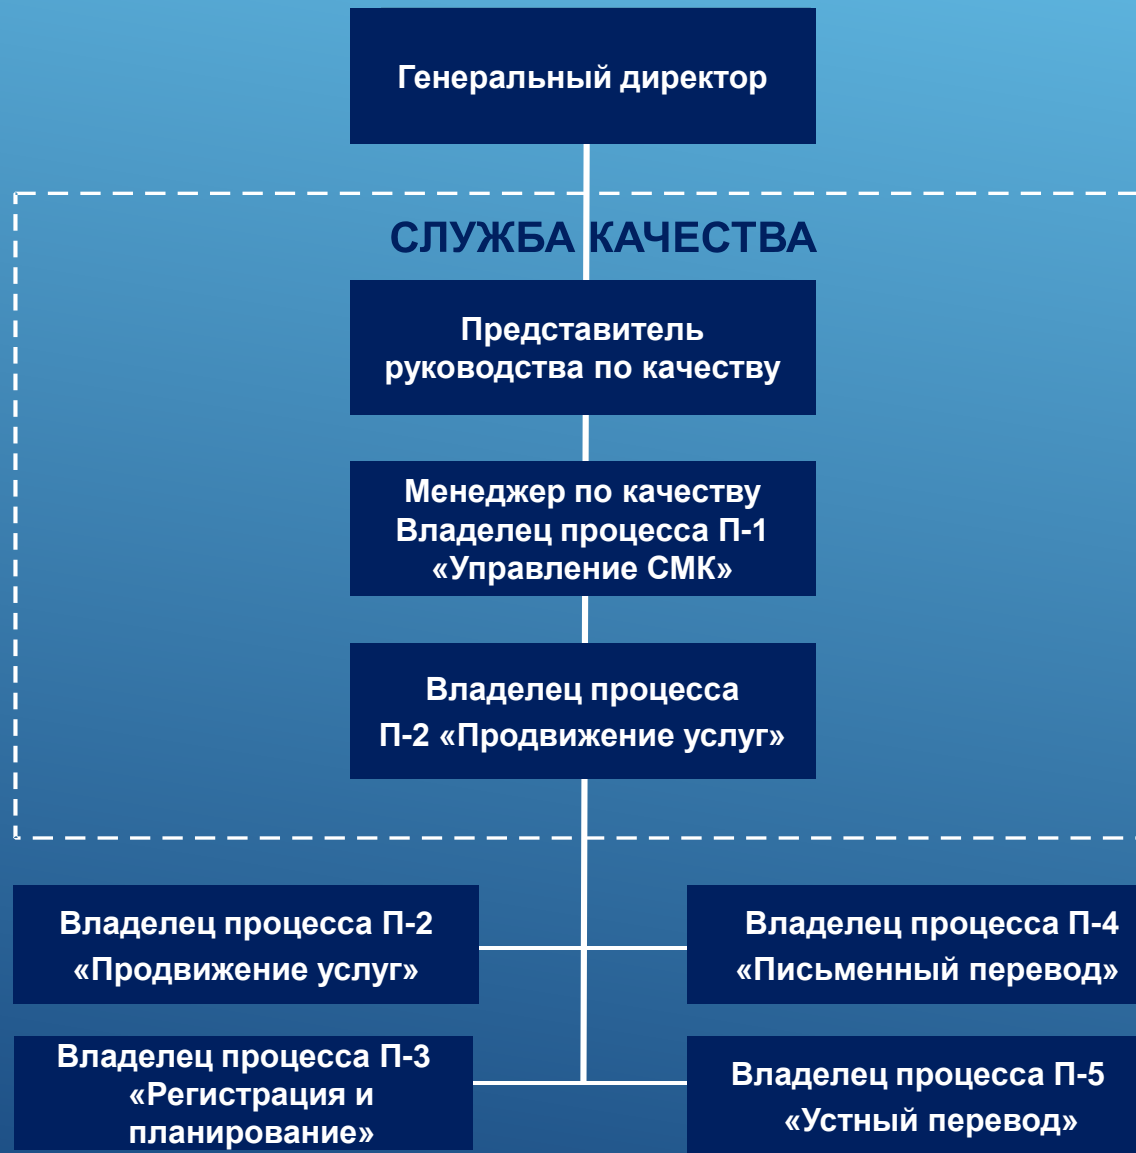 Генеральный директор
СЛУЖБА КАЧЕСТВА
Представитель
руководства по качеству
Менеджер по качеству
Владелец процесса П-1
«Управление СМК»
Владелец процесса
П-2 «Продвижение услуг»
Владелец процесса П-2
«Продвижение услуг»
Владелец процесса П-4
«Письменный перевод»
Владелец процесса П-3
«Регистрация и
планирование»
Владелец процесса П-5
«Устный перевод»